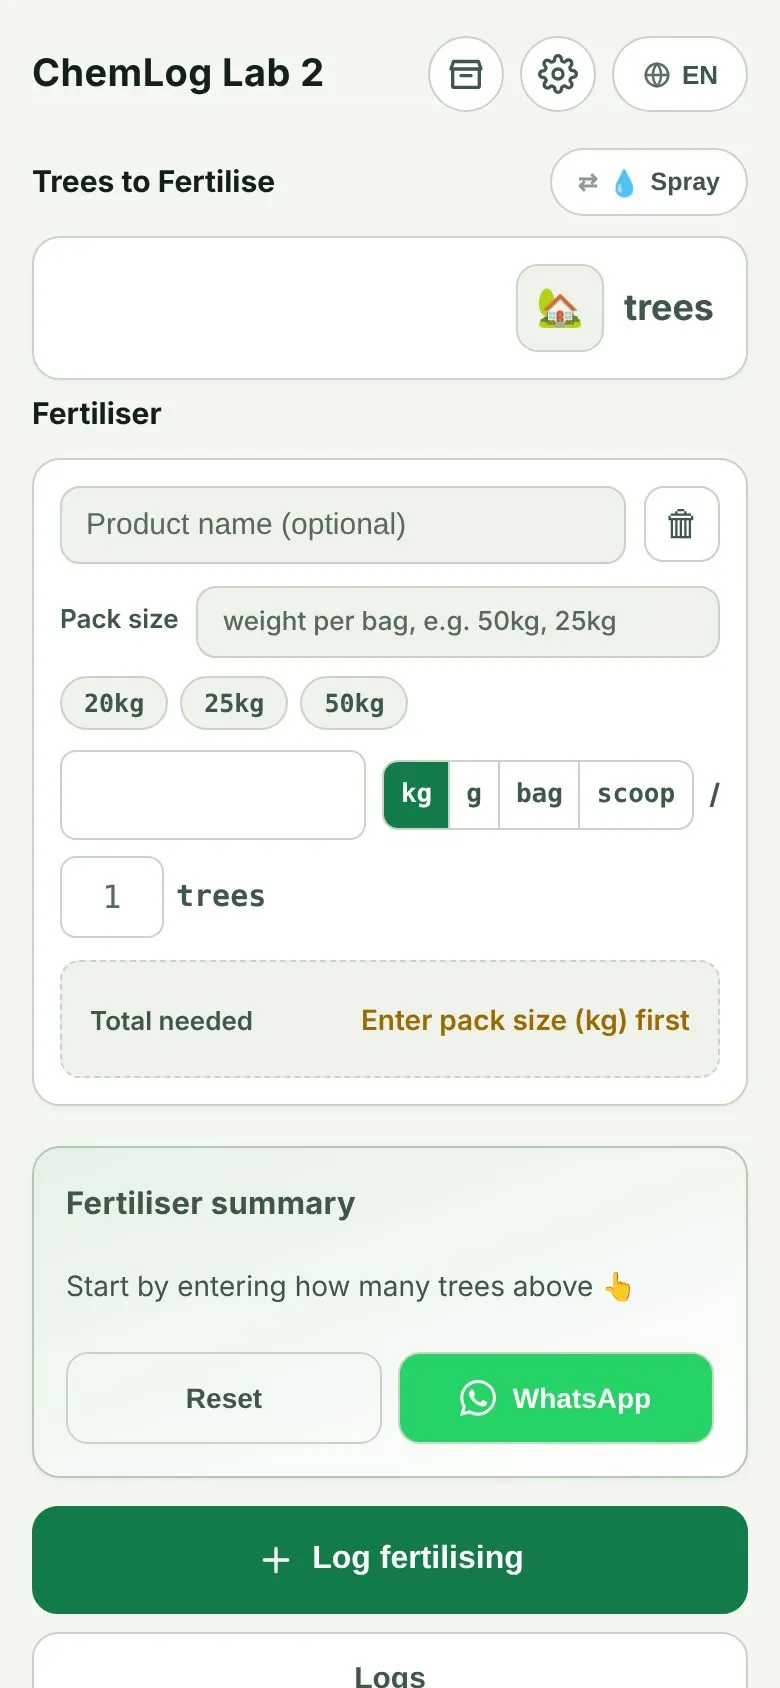 ChemLog Lab 2
EN
Trees to Fertilise
Spray
trees
Fertiliser
Product name (optional)
Pack size
weight per bag, e.g. 50kg, 25kg
20kg 25kg 50kg
kg g bag scoop /
1 trees
Total needed Enter pack size (kg) first
Fertiliser summary
Start by entering how many trees above 👆
Reset
WhatsApp
+ Log fertilising
Logs